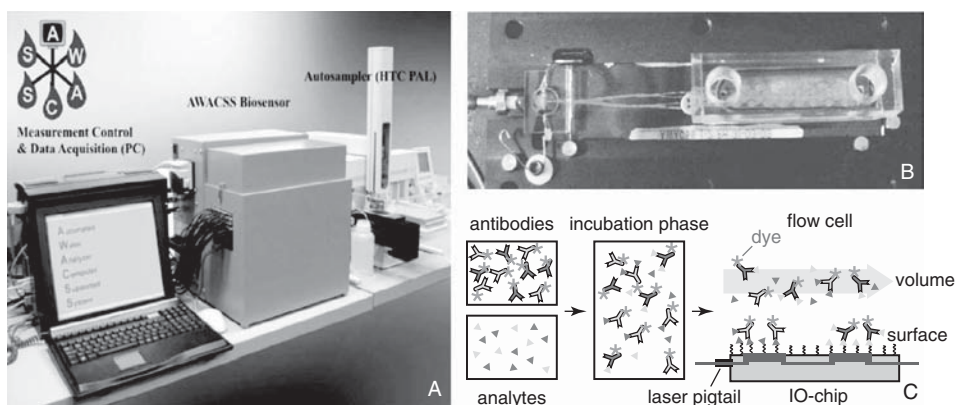 A
S W
S A
C
Measurement Control
& Data Acquisition (PC)
AWACSS Biosensor
Autosampler (HTC PAL)
Automated
Water
Analyser
Computer
Supported
System
A
B
antibodies
incubation phase
flow cell
dye
volume
surface
analytes
laser pigtail
IO-chip
C